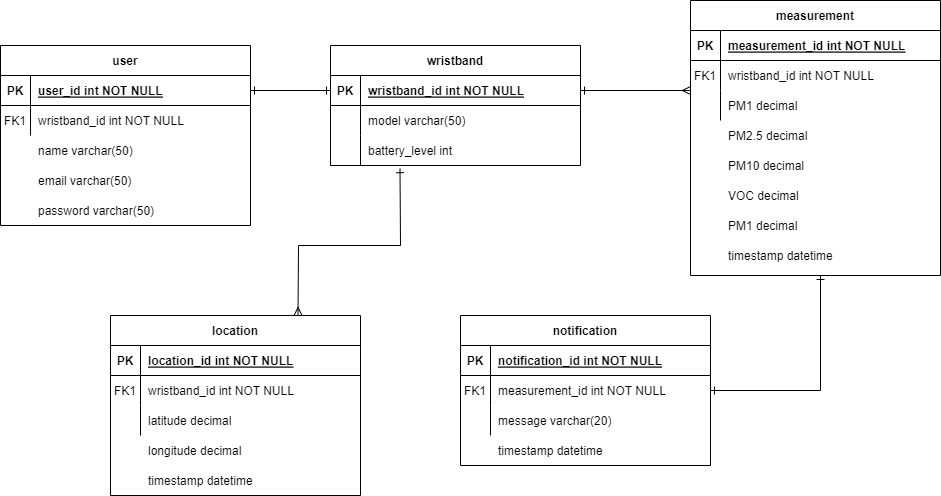 user
PK user_id int NOT NULL
FK1 wristband_id int NOT NULL
name varchar(50)
email varchar(50)
password varchar(50)
wristband
PK wristband_id int NOT NULL
model varchar(50)
battery_level int
measurement
PK measurement_id int NOT NULL
FK1 wristband_id int NOT NULL
PM1 decimal
PM2.5 decimal
PM10 decimal
VOC decimal
PM1 decimal
timestamp datetime
location
PK location_id int NOT NULL
FK1 wristband_id int NOT NULL
latitude decimal
longitude decimal
timestamp datetime
notification
PK notification_id int NOT NULL
FK1 measurement_id int NOT NULL
message varchar(20)
timestamp datetime